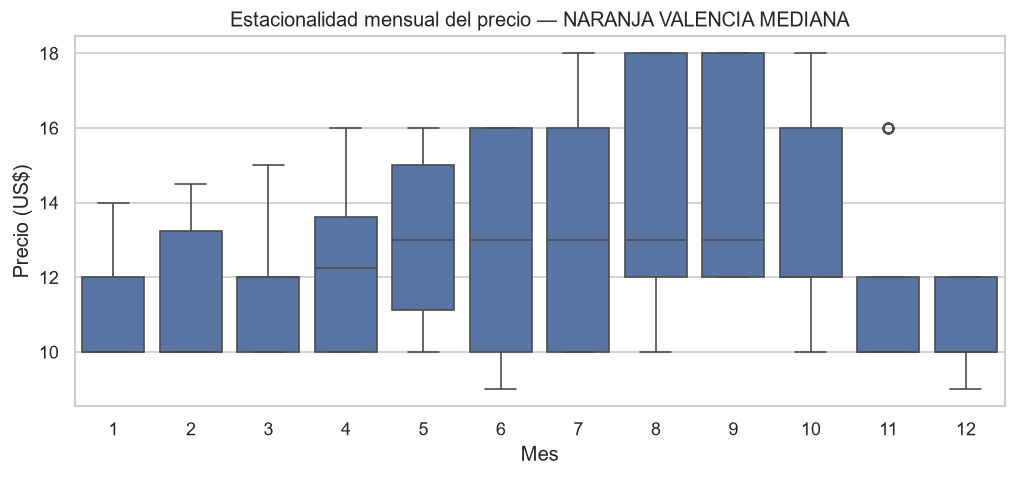 Estacionalidad mensual del precio — NARANJA VALENCIA MEDIANA
Precio (US$)
18
16
14
12
10
1 2 3 4 5 6 7 8 9 10 11 12
Mes